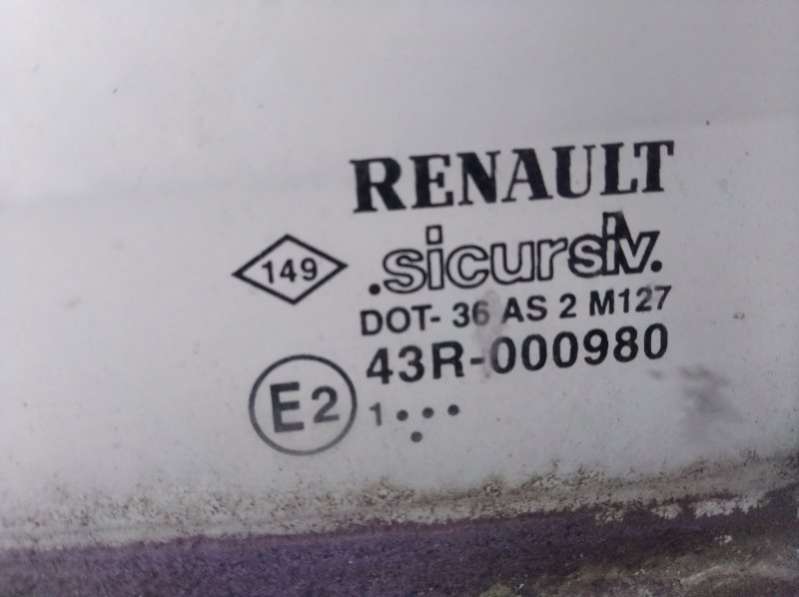 RENAULT
149
.sicursiv.
DOT- 36 AS 2 M127
43R-000980
E2
1...
.